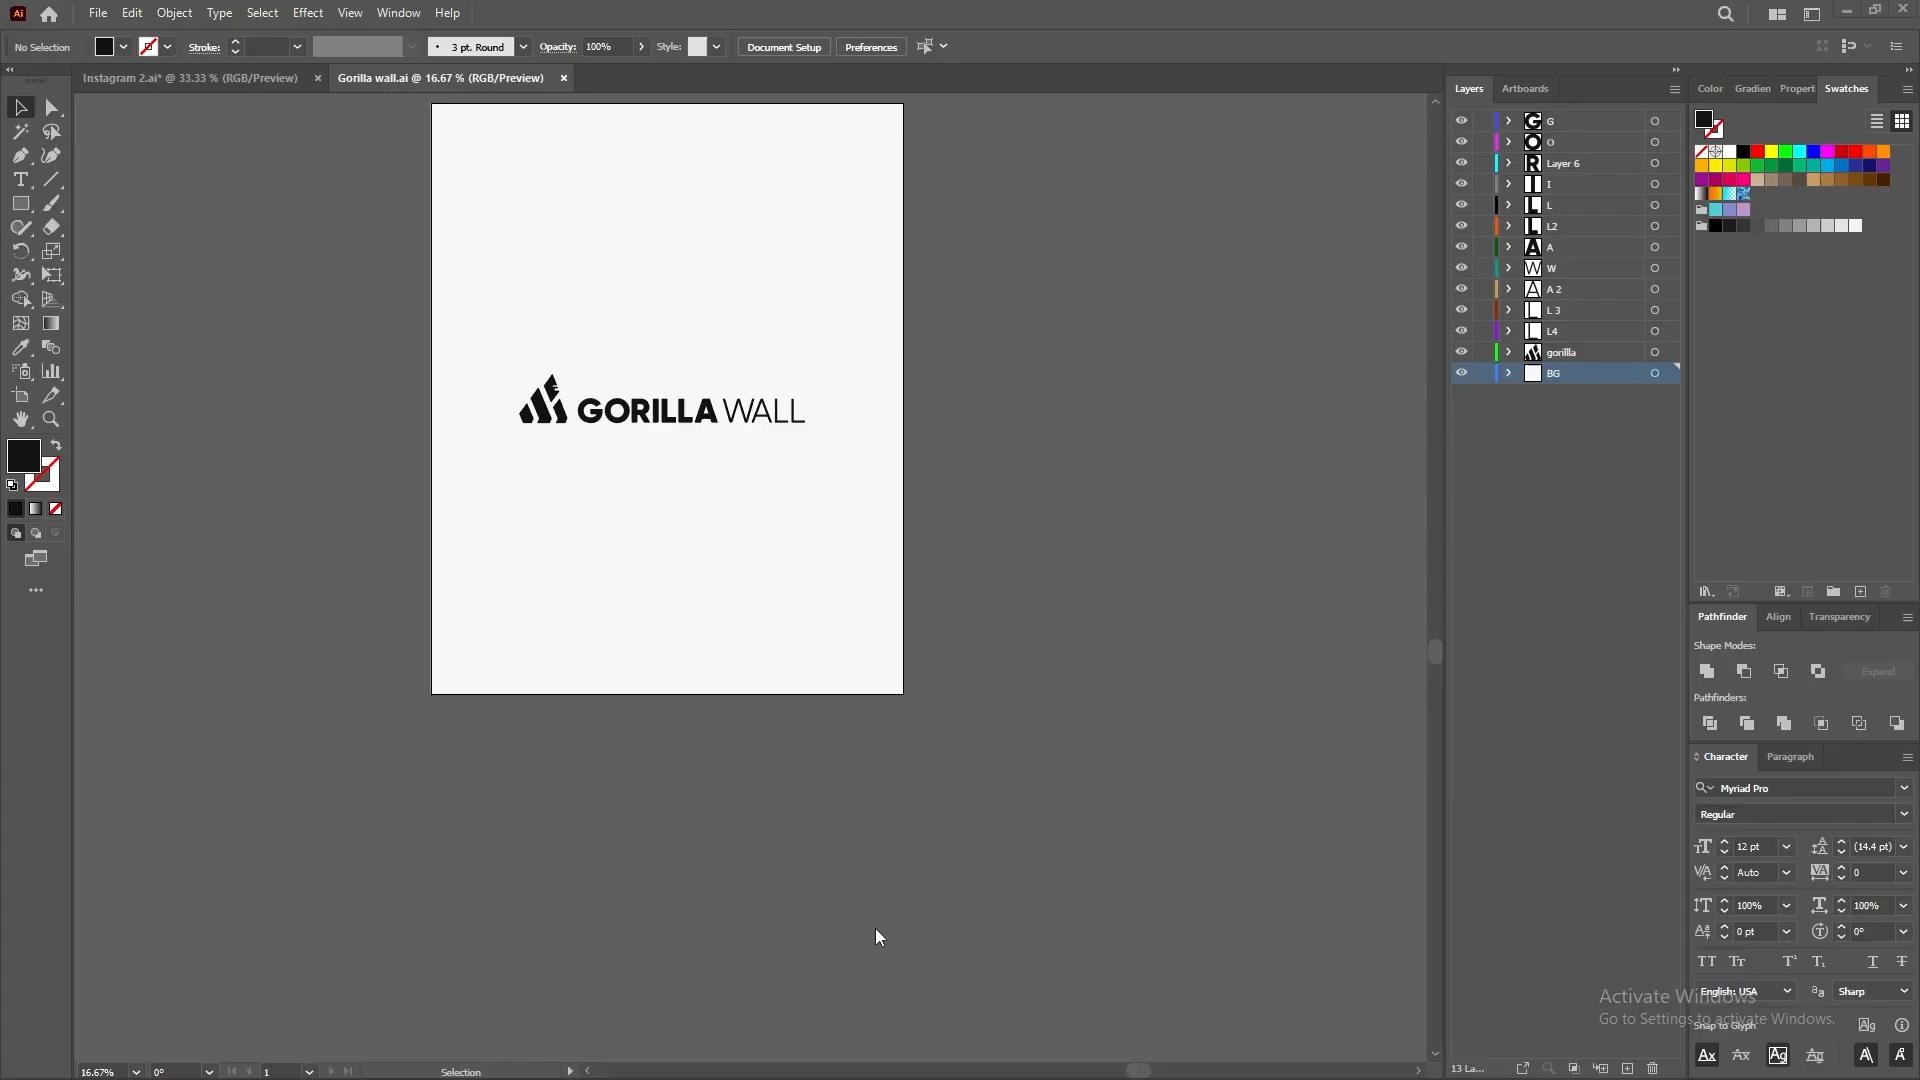 Ai File Edit Object Type Select Effect View Window Help
No Selection Stroke: 3 pt. Round Opacity: 100% Style: Document Setup Preferences
Instagram 2.ai* @ 33.33 % (RGB/Preview) × Gorilla wall.ai @ 16.67 % (RGB/Preview) ×
Layers Artboards
G
O
Layer 6
I
L
L2
A
W
A 2
L 3
L4
gorillla
BG
GORILLA WALL
Color Gradien Propert Swatches
Pathfinder Align Transparency
Shape Modes:
Expand
Pathfinders:
Character Paragraph
Myriad Pro
Regular
12 pt (14.4 pt)
Auto 0
100% 100%
0 pt 0°
English: USA Sharp
Snap to Glyph
Activate Windows
Go to Settings to activate Windows.
16.67% 0° 1 Selection
13 La...